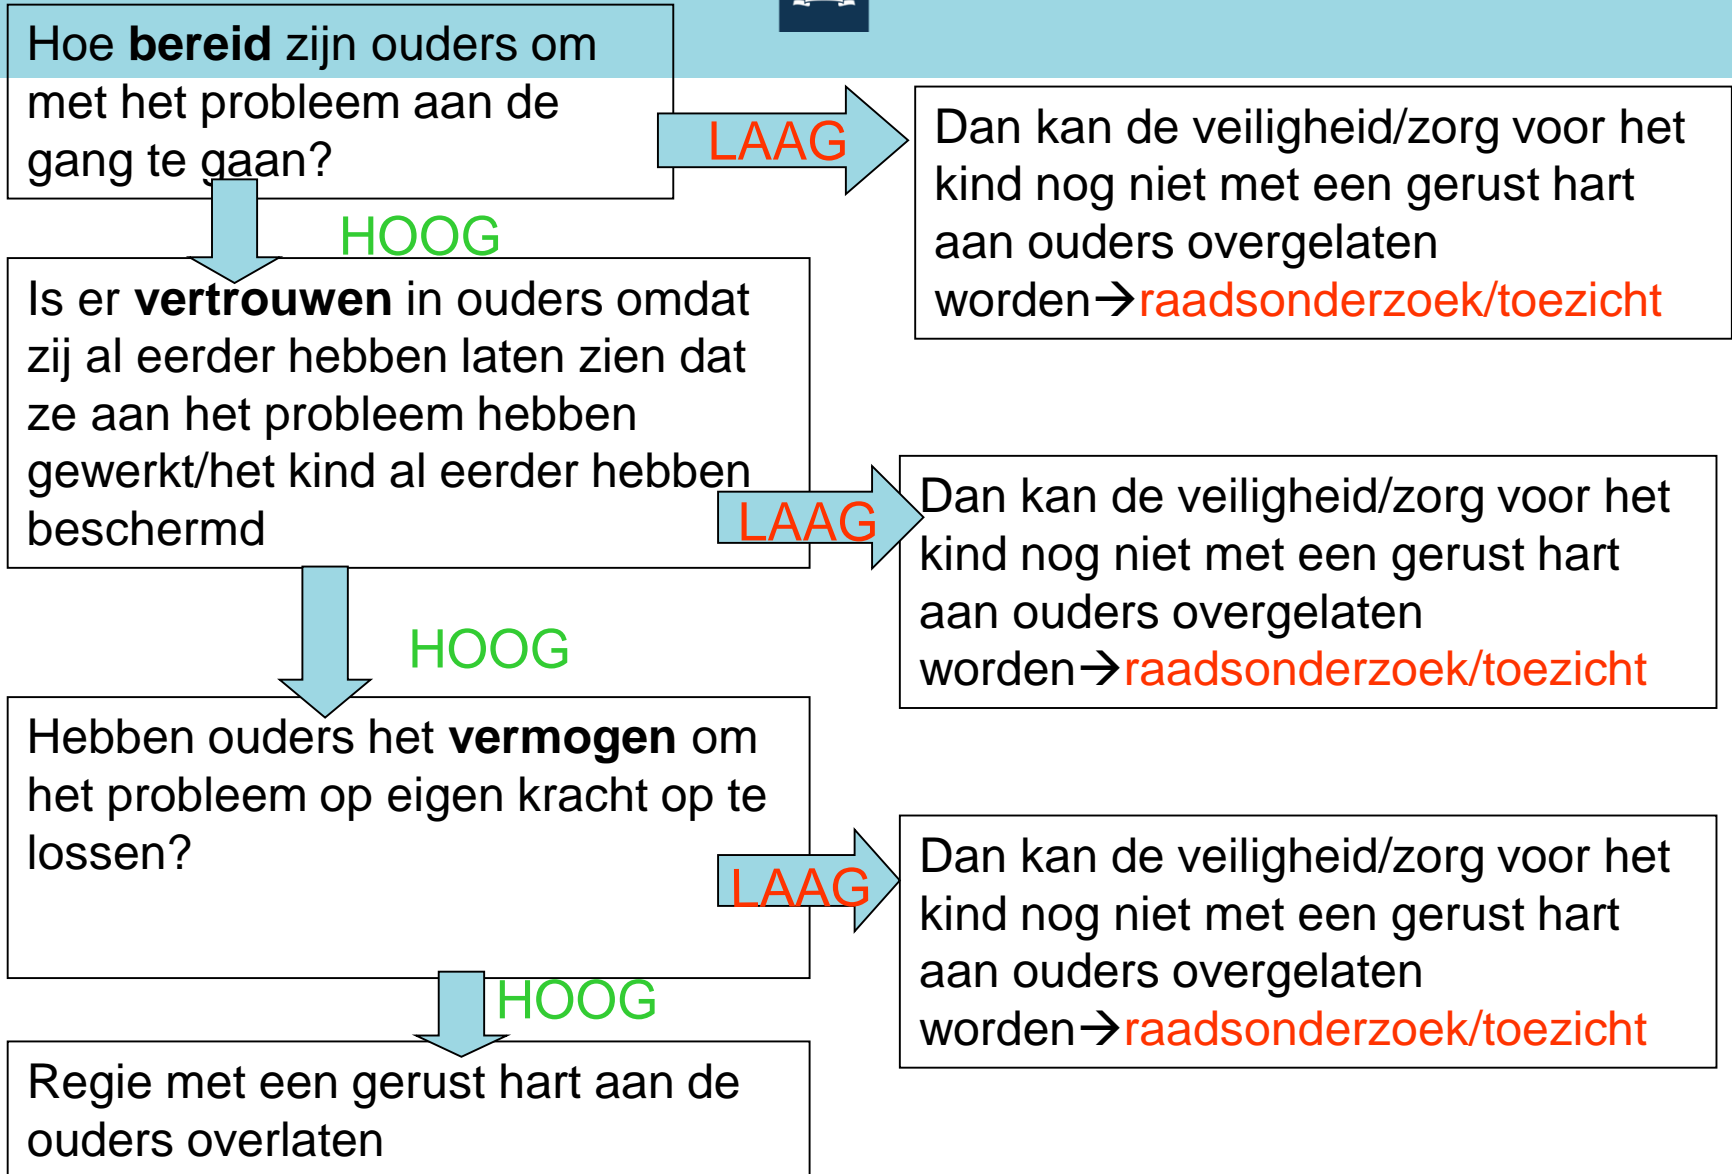 Hoe bereid zijn ouders om
met het probleem aan de
gang te gaan?
LAAG
Dan kan de veiligheid/zorg voor het
kind nog niet met een gerust hart
aan ouders overgelaten
worden→raadsonderzoek/toezicht
HOOG
Is er vertrouwen in ouders omdat
zij al eerder hebben laten zien dat
ze aan het probleem hebben
gewerkt/het kind al eerder hebben
beschermd
LAAG
Dan kan de veiligheid/zorg voor het
kind nog niet met een gerust hart
aan ouders overgelaten
worden→raadsonderzoek/toezicht
HOOG
Hebben ouders het vermogen om
het probleem op eigen kracht op te
lossen?
LAAG
Dan kan de veiligheid/zorg voor het
kind nog niet met een gerust hart
aan ouders overgelaten
worden→raadsonderzoek/toezicht
HOOG
Regie met een gerust hart aan de
ouders overlaten